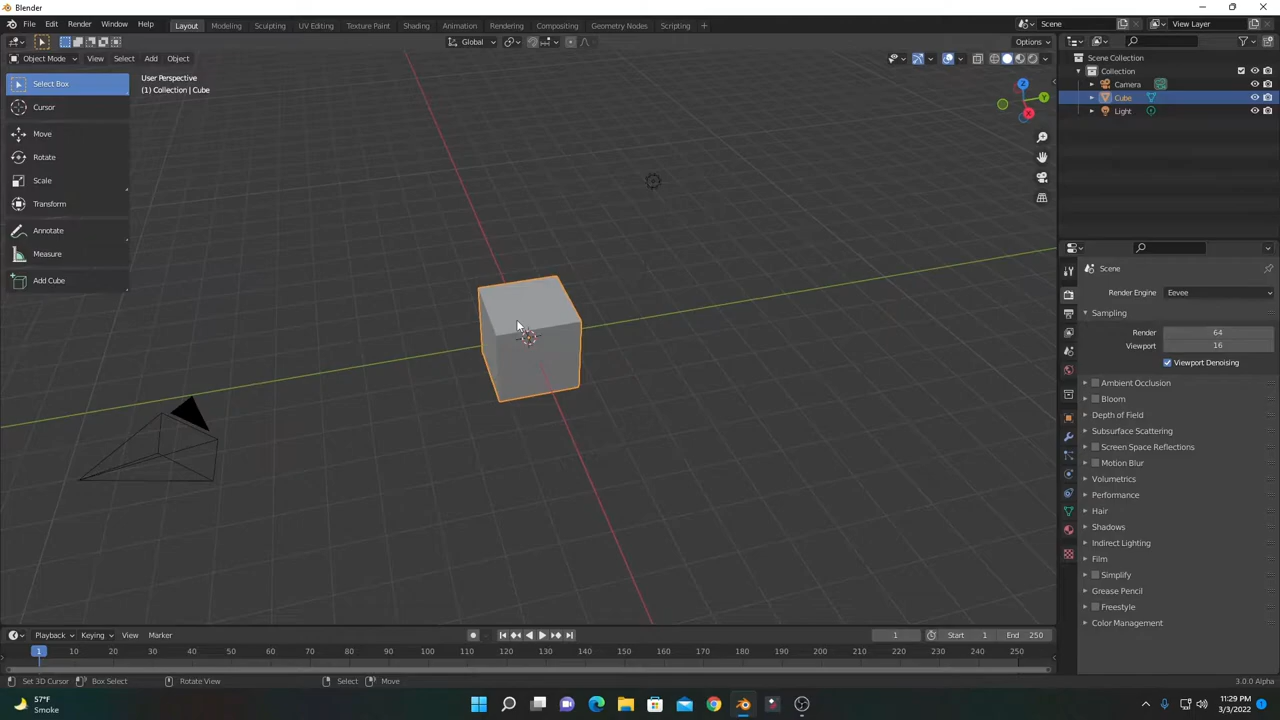 Blender
File Edit Render Window Help Layout Modeling Sculpting UV Editing Texture Paint Shading Animation Rendering Compositing Geometry Nodes Scripting + Scene View Layer
Global Options
Object Mode View Select Add Object
Select Box
Cursor
Move
Rotate
Scale
Transform
Annotate
Measure
Add Cube
User Perspective
(1) Collection | Cube
Z
Y
X
Scene Collection
Collection
Camera
Cube
Light
Scene
Render Engine Eevee
Sampling
Render 64
Viewport 16
Viewport Denoising
Ambient Occlusion
Bloom
Depth of Field
Subsurface Scattering
Screen Space Reflections
Motion Blur
Volumetrics
Performance
Hair
Shadows
Indirect Lighting
Film
Simplify
Grease Pencil
Freestyle
Color Management
Playback Keying View Marker 1 Start 1 End 250
1 10 20 30 40 50 60 70 80 90 100 110 120 130 140 150 160 170 180 190 200 210 220 230 240 250
Set 3D Cursor Box Select Rotate View Select Move 3.0.0 Alpha
57°F
Smoke
11:29 PM
3/3/2022